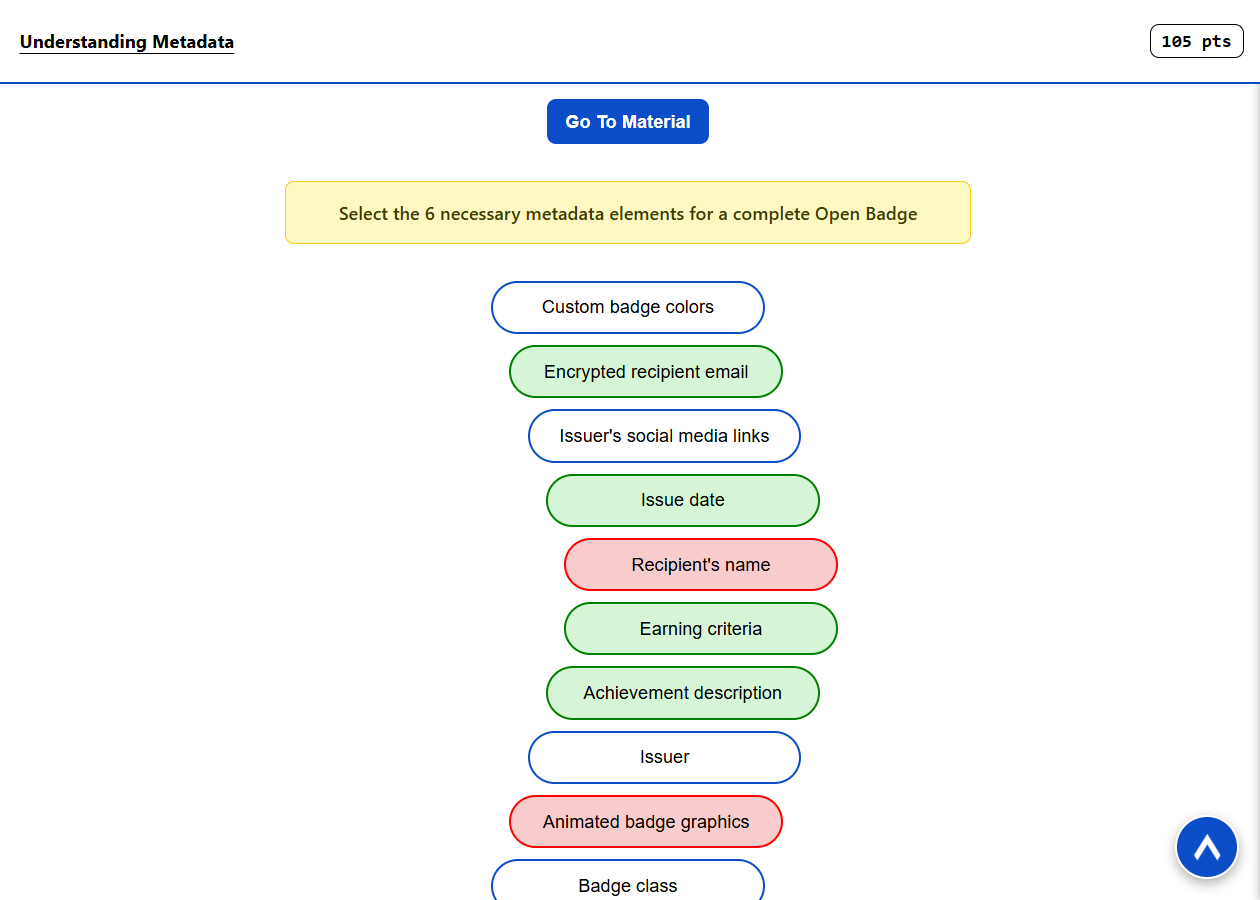 Understanding Metadata
105 pts
Go To Material
Select the 6 necessary metadata elements for a complete Open Badge
Custom badge colors
Encrypted recipient email
Issuer's social media links
Issue date
Recipient's name
Earning criteria
Achievement description
Issuer
Animated badge graphics
Badge class